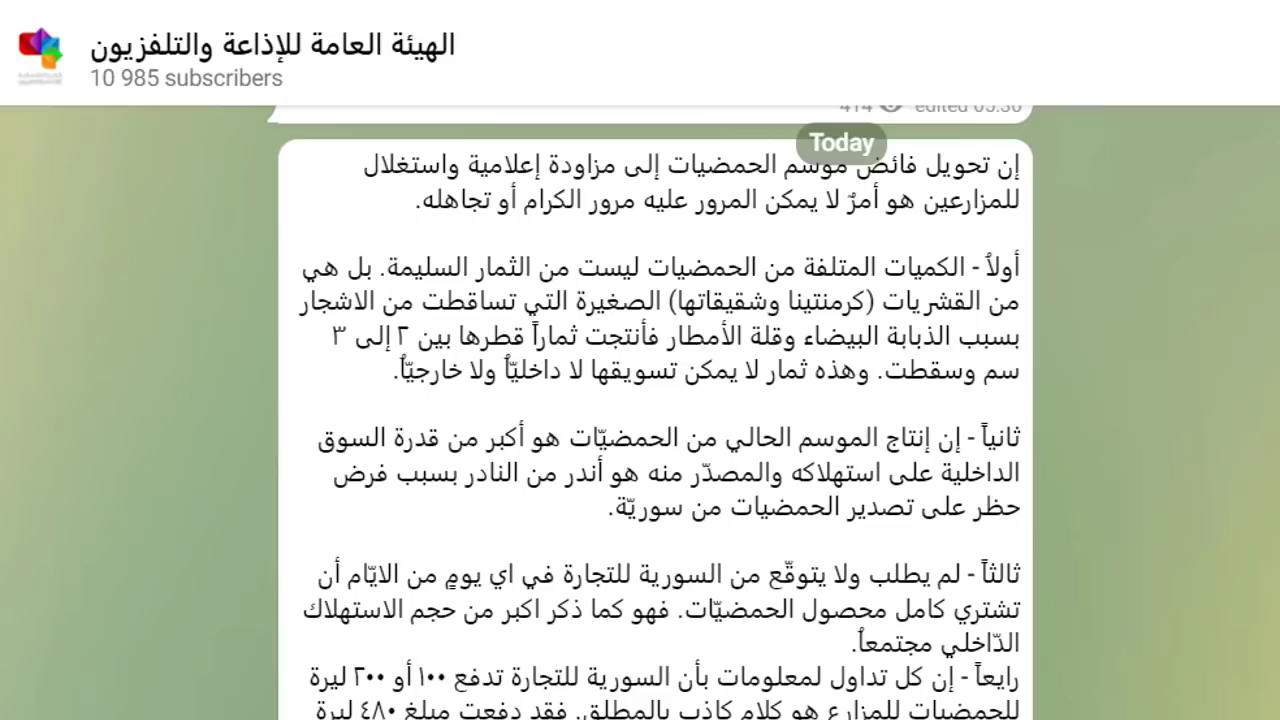 الهيئة العامة للإذاعة والتلفزيون
10 985 subscribers
414 edited 05:36
Today
إن تحويل فائض موسم الحمضيات إلى مزاودة إعلامية واستغلال
للمزارعين هو أمرٌ لا يمكن المرور عليه مرور الكرام أو تجاهله.
أولاً - الكميات المتلفة من الحمضيات ليست من الثمار السليمة. بل هي
من القشريات (كرمنتينا وشقيقاتها) الصغيرة التي تساقطت من الاشجار
بسبب الذبابة البيضاء وقلة الأمطار فأنتجت ثماراً قطرها بين ٢ إلى ٣
سم وسقطت. وهذه ثمار لا يمكن تسويقها لا داخليّاً ولا خارجيّاً.
ثانياً - إن إنتاج الموسم الحالي من الحمضيّات هو أكبر من قدرة السوق
الداخلية على استهلاكه والمصدّر منه هو أندر من النادر بسبب فرض
حظر على تصدير الحمضيات من سوريّة.
ثالثاً - لم يطلب ولا يتوقّع من السورية للتجارة في اي يومٍ من الايّام أن
تشتري كامل محصول الحمضيّات. فهو كما ذكر اكبر من حجم الاستهلاك
الدّاخلي مجتمعاً.
رابعاً - إن كل تداول لمعلومات بأن السورية للتجارة تدفع ١٠٠ أو ٢٠٠ ليرة
للحمضيات للمزارع هو كلام كاذب بالمطلق. فقد دفعت مبلغ ٤٨٠ ليرة